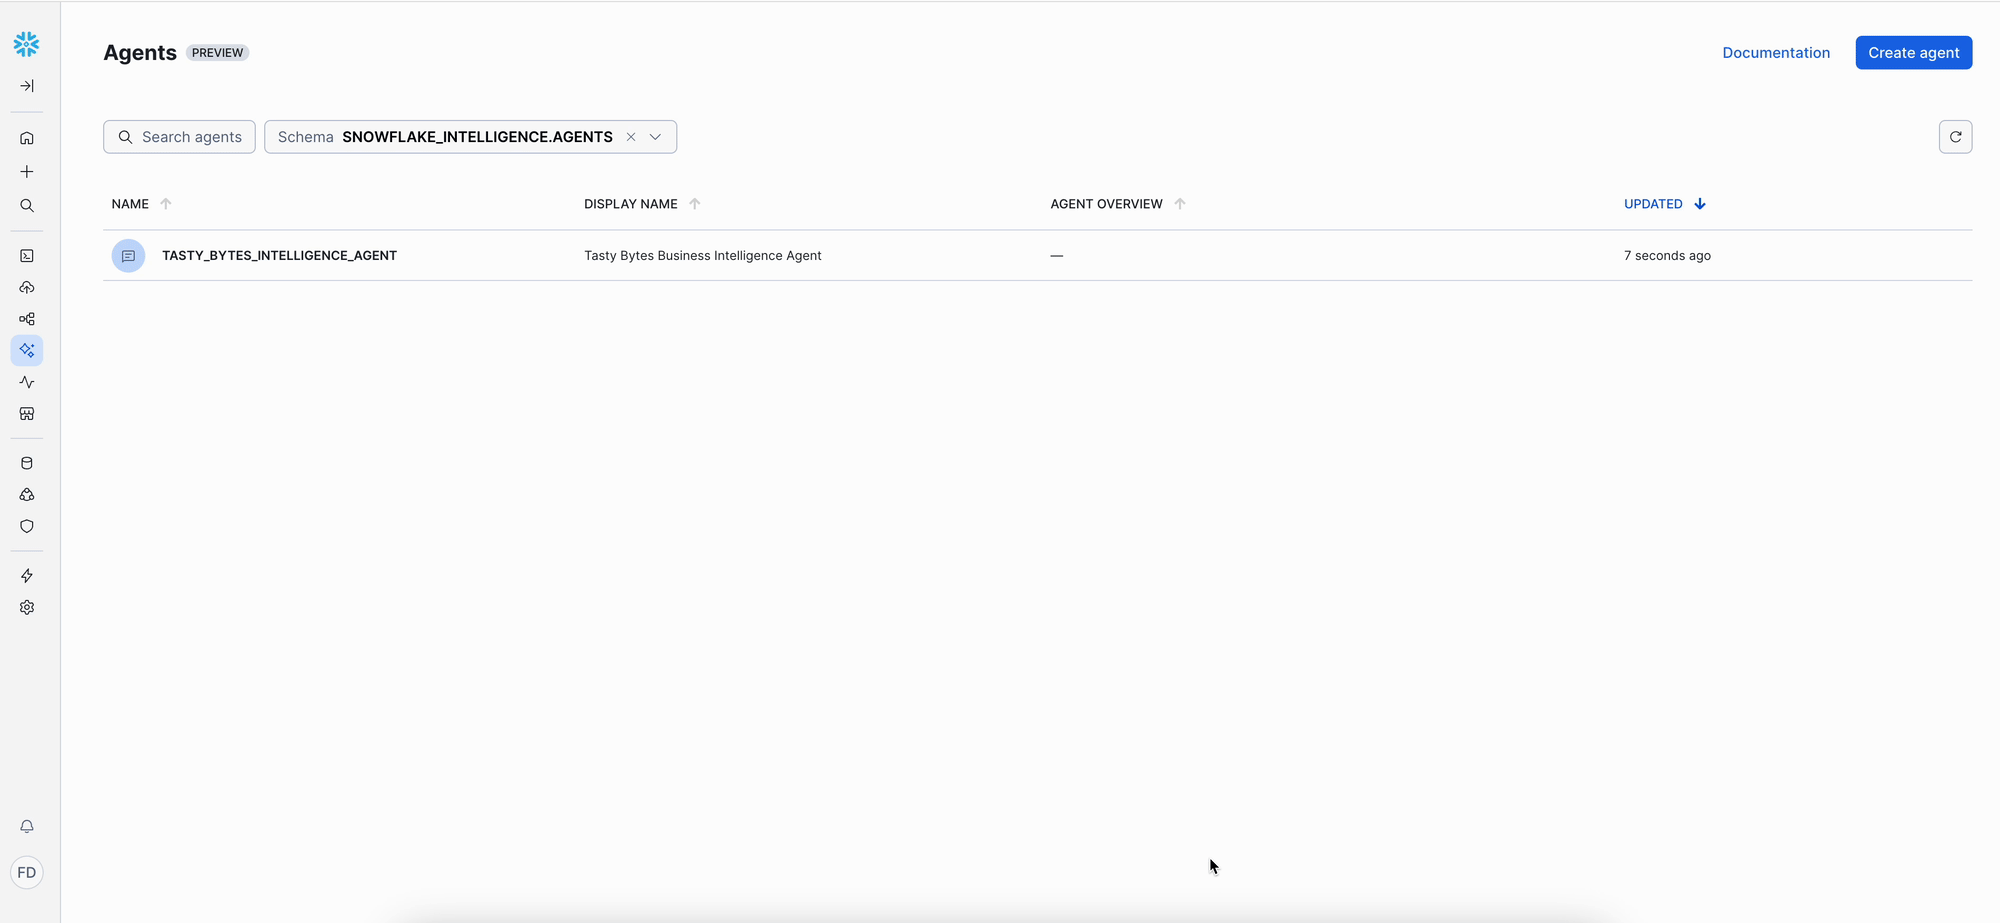 Agents PREVIEW
Documentation
Create agent
Search agents
Schema SNOWFLAKE_INTELLIGENCE.AGENTS
NAME DISPLAY NAME AGENT OVERVIEW UPDATED
TASTY_BYTES_INTELLIGENCE_AGENT Tasty Bytes Business Intelligence Agent — 7 seconds ago
FD